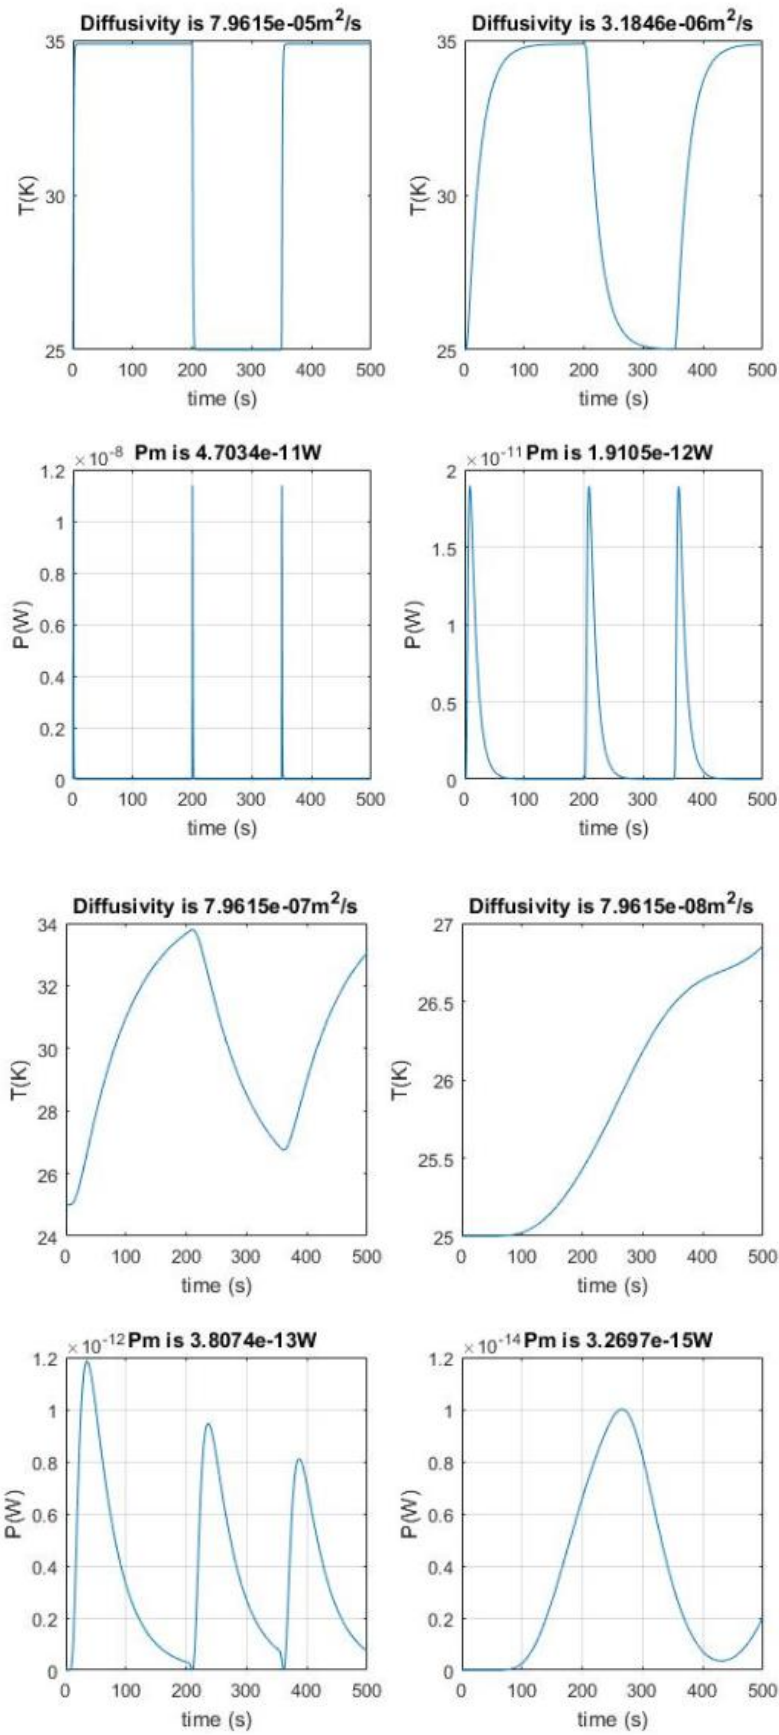 Diffusivity is 7.9615e-05m²/s
35
30
25
T(K)
0 100 200 300 400 500
time (s)
Diffusivity is 3.1846e-06m²/s
35
30
25
T(K)
0 100 200 300 400 500
time (s)
×10⁻⁸ Pm is 4.7034e-11W
1.2
1
0.8
0.6
0.4
0.2
0
P(W)
0 100 200 300 400 500
time (s)
×10⁻¹¹ Pm is 1.9105e-12W
2
1.5
1
0.5
0
P(W)
0 100 200 300 400 500
time (s)
Diffusivity is 7.9615e-07m²/s
34
32
30
28
26
24
T(K)
0 100 200 300 400 500
time (s)
Diffusivity is 7.9615e-08m²/s
27
26.5
26
25.5
25
T(K)
0 100 200 300 400 500
time (s)
×10⁻¹² Pm is 3.8074e-13W
1.2
1
0.8
0.6
0.4
0.2
0
P(W)
0 100 200 300 400 500
time (s)
×10⁻¹⁴ Pm is 3.2697e-15W
1.2
1
0.8
0.6
0.4
0.2
0
P(W)
0 100 200 300 400 500
time (s)